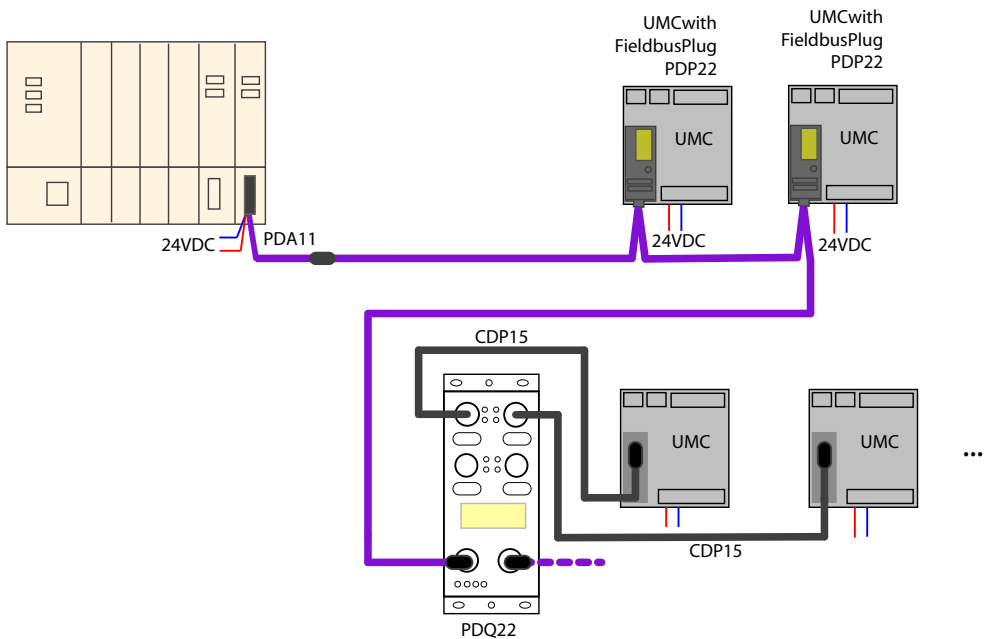 UMCwith
FieldbusPlug
PDP22
UMCwith
FieldbusPlug
PDP22
UMC
UMC
24VDC
PDA11
24VDC
24VDC
CDP15
UMC
UMC
...
CDP15
PDQ22